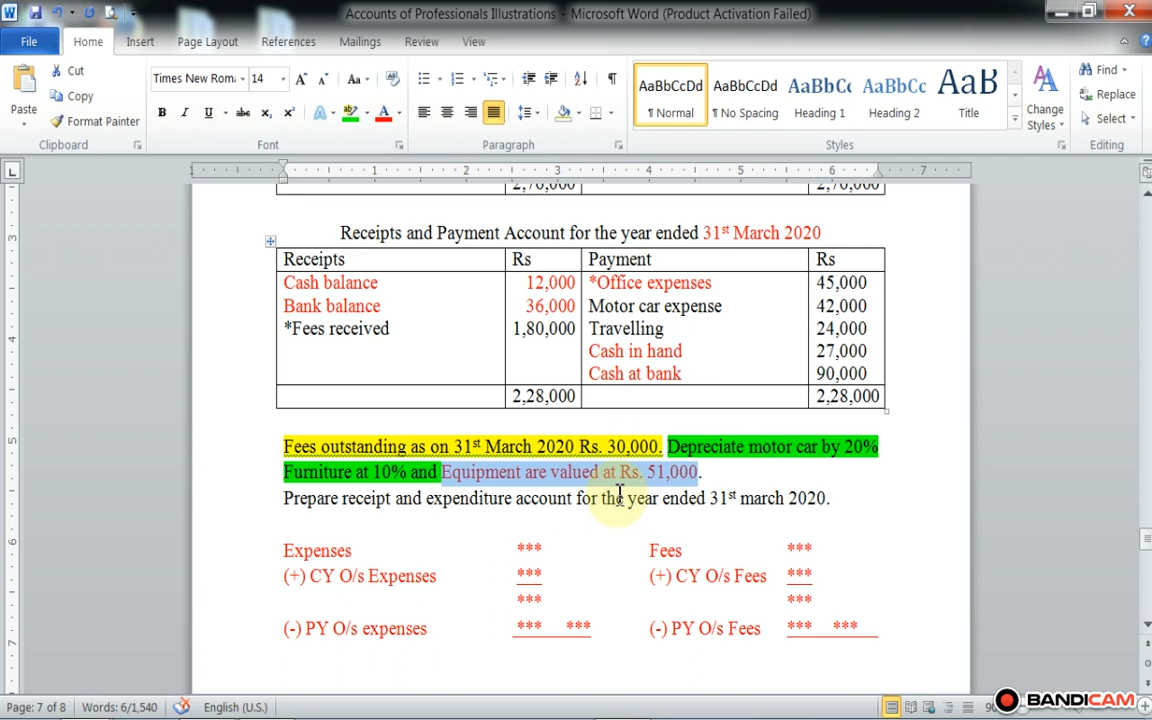 Accounts of Professionals Illustrations - Microsoft Word (Product Activation Failed)
File Home Insert Page Layout References Mailings Review View
Paste
Cut
Copy
Format Painter
Clipboard
Times New Rom 14
Font
Paragraph
AaBbCcDd AaBbCcDd AaBbCc AaBbCc AaB
¶ Normal ¶ No Spacing Heading 1 Heading 2 Title
Change Styles
Styles
Find
Replace
Select
Editing
2,70,000 2,70,000
Receipts and Payment Account for the year ended 31st March 2020
Receipts Rs Payment Rs
Cash balance 12,000 *Office expenses 45,000
Bank balance 36,000 Motor car expense 42,000
*Fees received 1,80,000 Travelling 24,000
Cash in hand 27,000
Cash at bank 90,000
2,28,000 2,28,000
Fees outstanding as on 31st March 2020 Rs. 30,000. Depreciate motor car by 20%
Furniture at 10% and Equipment are valued at Rs. 51,000.
Prepare receipt and expenditure account for the year ended 31st march 2020.
Expenses *** Fees ***
(+) CY O/s Expenses *** (+) CY O/s Fees ***
*** ***
(-) PY O/s expenses *** *** (-) PY O/s Fees *** ***
Page: 7 of 8 Words: 6/1,540 English (U.S.)
BANDICAM